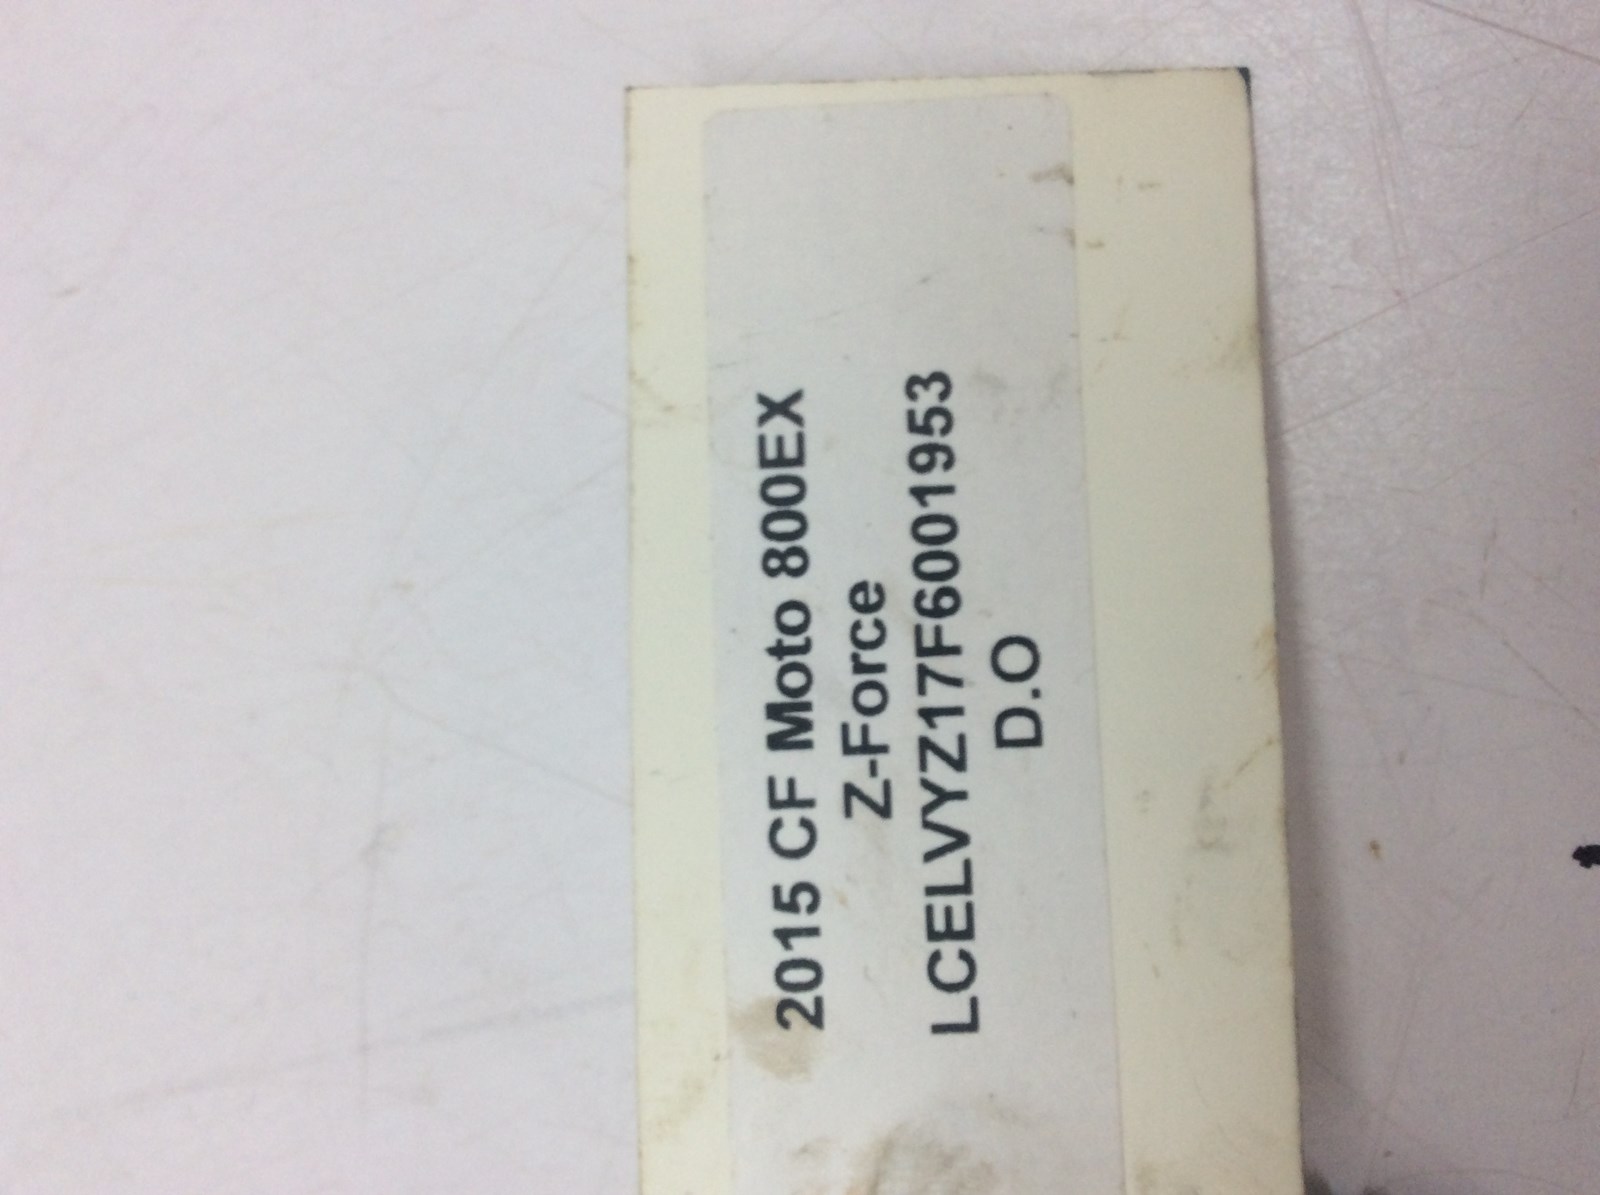 2015 CF Moto 800EX
Z-Force
LCELVYZ17F6001953
D.O